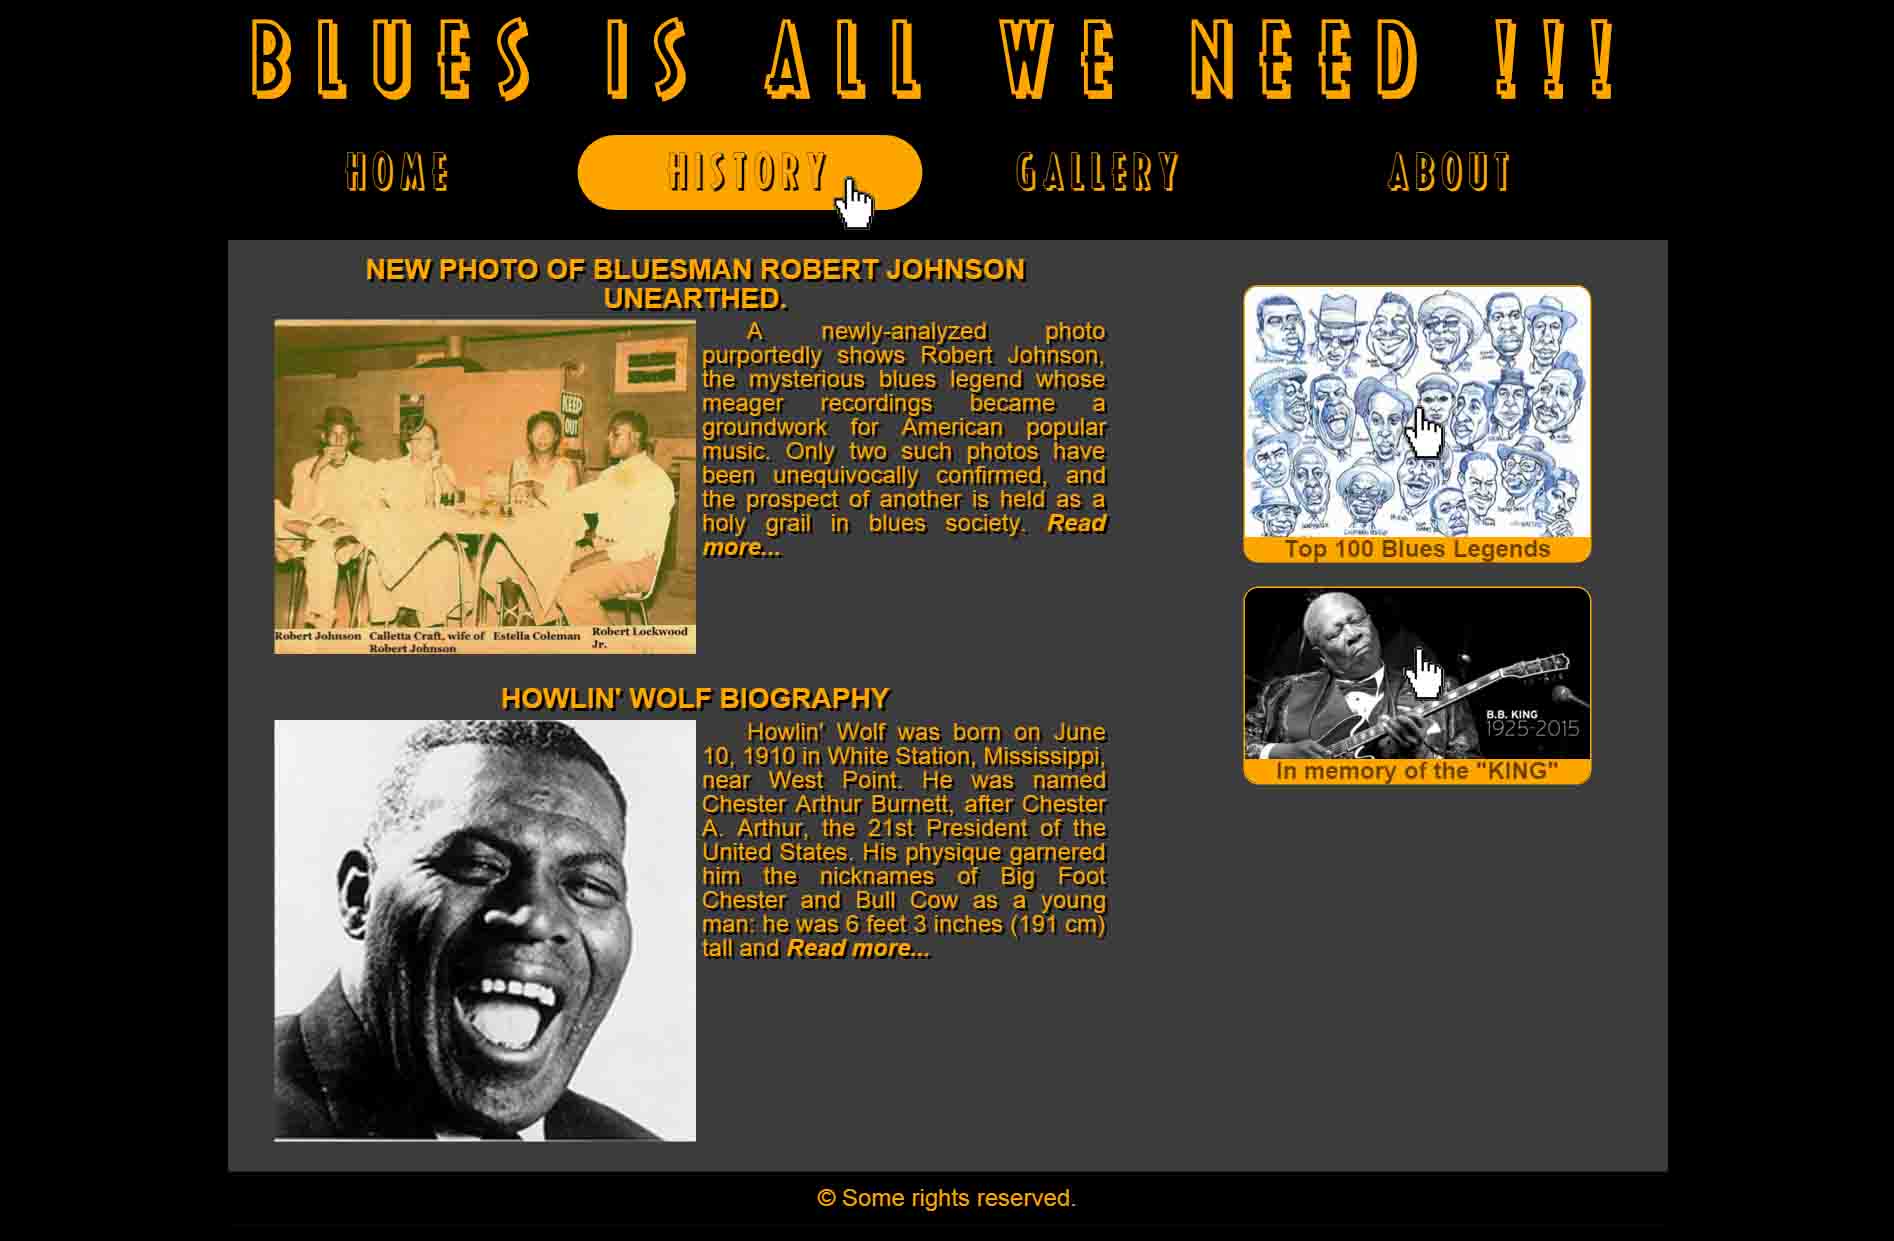 BLUES IS ALL WE NEED !!!
HOME HISTORY GALLERY ABOUT
NEW PHOTO OF BLUESMAN ROBERT JOHNSON
UNEARTHED.
KEEP
OUT
Robert Johnson Calletta Craft, wife of Estella Coleman Robert Lockwood
Robert Johnson Jr.
A newly-analyzed photo
purportedly shows Robert Johnson,
the mysterious blues legend whose
meager recordings became a
groundwork for American popular
music. Only two such photos have
been unequivocally confirmed, and
the prospect of another is held as a
holy grail in blues society. Read
more...
HOWLIN' WOLF BIOGRAPHY
Howlin' Wolf was born on June
10, 1910 in White Station, Mississippi,
near West Point. He was named
Chester Arthur Burnett, after Chester
A. Arthur, the 21st President of the
United States. His physique garnered
him the nicknames of Big Foot
Chester and Bull Cow as a young
man: he was 6 feet 3 inches (191 cm)
tall and Read more...
Top 100 Blues Legends
B.B. KING
1925-2015
In memory of the "KING"
© Some rights reserved.